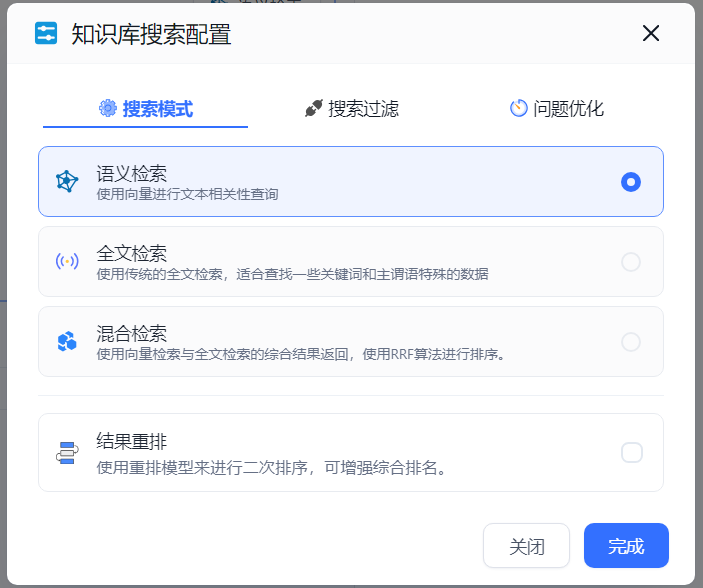 知识库搜索配置
搜索模式
搜索过滤
问题优化
语义检索
使用向量进行文本相关性查询
全文检索
使用传统的全文检索，适合查找一些关键词和主谓语特殊的数据
混合检索
使用向量检索与全文检索的综合结果返回，使用RRF算法进行排序。
结果重排
使用重排模型来进行二次排序，可增强综合排名。
关闭
完成